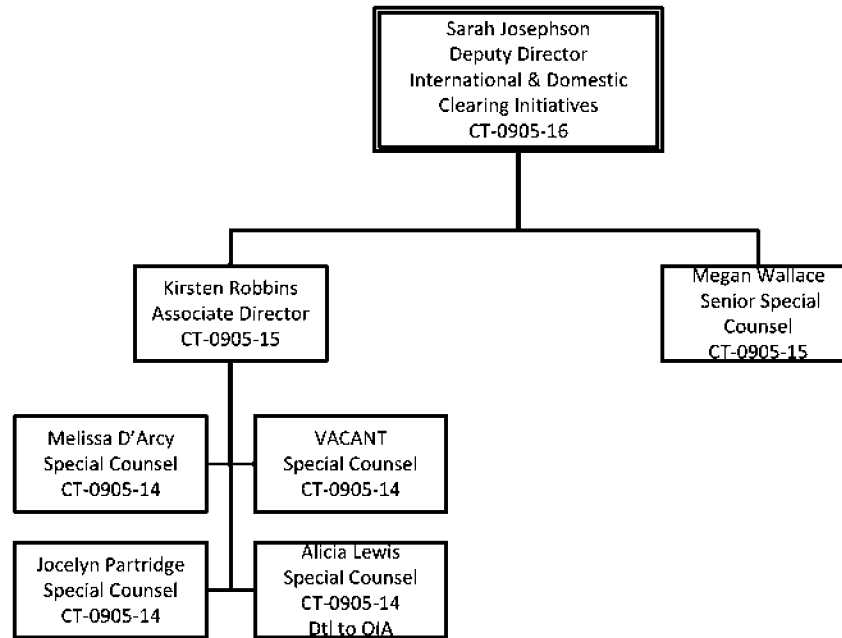 Sarah Josephson
Deputy Director
International & Domestic
Clearing Initiatives
CT-0905-16
Kirsten Robbins
Associate Director
CT-0905-15
Megan Wallace
Senior Special
Counsel
CT-0905-15
Melissa D’Arcy
Special Counsel
CT-0905-14
VACANT
Special Counsel
CT-0905-14
Jocelyn Partridge
Special Counsel
CT-0905-14
Alicia Lewis
Special Counsel
CT-0905-14
Dtl to OIA